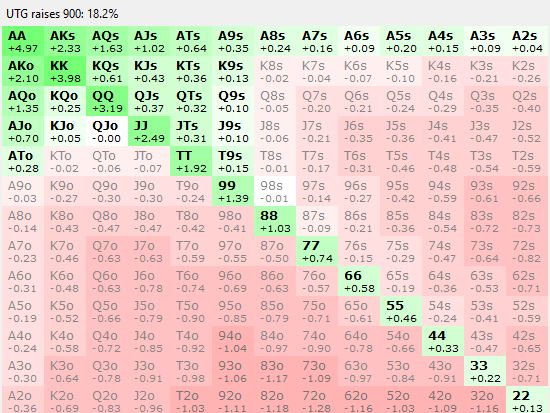 UTG raises 900: 18.2%
AA AKs AQs AJs ATs A9s A8s A7s A6s A5s A4s A3s A2s
+4.97 +2.33 +1.63 +1.02 +0.64 +0.35 +0.24 +0.16 +0.09 +0.20 +0.15 +0.09 +0.04
AKo KK KQs KJs KTs K9s K8s K7s K6s K5s K4s K3s K2s
+2.10 +3.98 +0.61 +0.43 +0.36 +0.13 -0.02 -0.04 -0.07 -0.10 -0.16 -0.21 -0.26
AQo KQo QQ QJs QTs Q9s Q8s Q7s Q6s Q5s Q4s Q3s Q2s
+1.35 +0.25 +3.19 +0.37 +0.32 +0.10 -0.05 -0.20 -0.21 -0.24 -0.29 -0.35 -0.40
AJo KJo QJo JJ JTs J9s J8s J7s J6s J5s J4s J3s J2s
+0.70 +0.05 -0.00 +2.49 +0.31 +0.10 -0.06 -0.21 -0.35 -0.34 -0.41 -0.47 -0.52
ATo KTo QTo JTo TT T9s T8s T7s T6s T5s T4s T3s T2s
+0.28 -0.02 -0.06 -0.07 +1.92 +0.15 -0.01 -0.17 -0.31 -0.46 -0.48 -0.54 -0.59
A9o K9o Q9o J9o T9o 99 98s 97s 96s 95s 94s 93s 92s
-0.03 -0.27 -0.30 -0.30 -0.24 +1.39 -0.01 -0.14 -0.27 -0.42 -0.59 -0.61 -0.66
A8o K8o Q8o J8o T8o 98o 88 87s 86s 85s 84s 83s 82s
-0.14 -0.43 -0.47 -0.47 -0.42 -0.41 +1.03 -0.09 -0.21 -0.36 -0.54 -0.72 -0.73
A7o K7o Q7o J7o T7o 97o 87o 77 76s 75s 74s 73s 72s
-0.23 -0.46 -0.63 -0.63 -0.59 -0.55 -0.50 +0.74 -0.15 -0.29 -0.47 -0.64 -0.82
A6o K6o Q6o J6o T6o 96o 86o 76o 66 65s 64s 63s 62s
-0.31 -0.48 -0.63 -0.78 -0.74 -0.69 -0.63 -0.57 +0.58 -0.19 -0.36 -0.53 -0.71
A5o K5o Q5o J5o T5o 95o 85o 75o 65o 55 54s 53s 52s
-0.19 -0.52 -0.66 -0.79 -0.90 -0.85 -0.79 -0.71 -0.61 +0.46 -0.24 -0.41 -0.59
A4o K4o Q4o J4o T4o 94o 84o 74o 64o 54o 44 43s 42s
-0.24 -0.58 -0.72 -0.85 -0.92 -1.04 -0.97 -0.90 -0.78 -0.66 +0.33 -0.47 -0.65
A3o K3o Q3o J3o T3o 93o 83o 73o 63o 53o 43o 33 32s
-0.30 -0.64 -0.78 -0.91 -0.98 -1.06 -1.17 -1.09 -0.96 -0.83 -0.91 +0.22 -0.71
A2o K2o Q2o J2o T2o 92o 82o 72o 62o 52o 42o 32o 22
-0.36 -0.69 -0.83 -0.96 -1.03 -1.11 -1.18 -1.28 -1.16 -1.03 -1.09 -1.16 +0.13